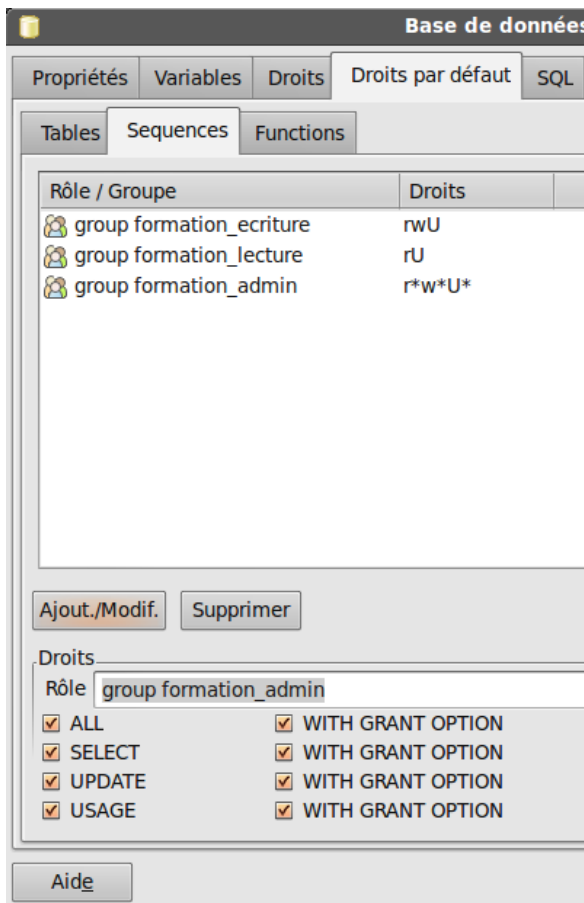 Base de données
Propriétés Variables Droits Droits par défaut SQL
Tables Sequences Functions
Rôle / Groupe Droits
group formation_ecriture rwU
group formation_lecture rU
group formation_admin r*w*U*
Ajout./Modif. Supprimer
Droits
Rôle group formation_admin
ALL WITH GRANT OPTION
SELECT WITH GRANT OPTION
UPDATE WITH GRANT OPTION
USAGE WITH GRANT OPTION
Aide